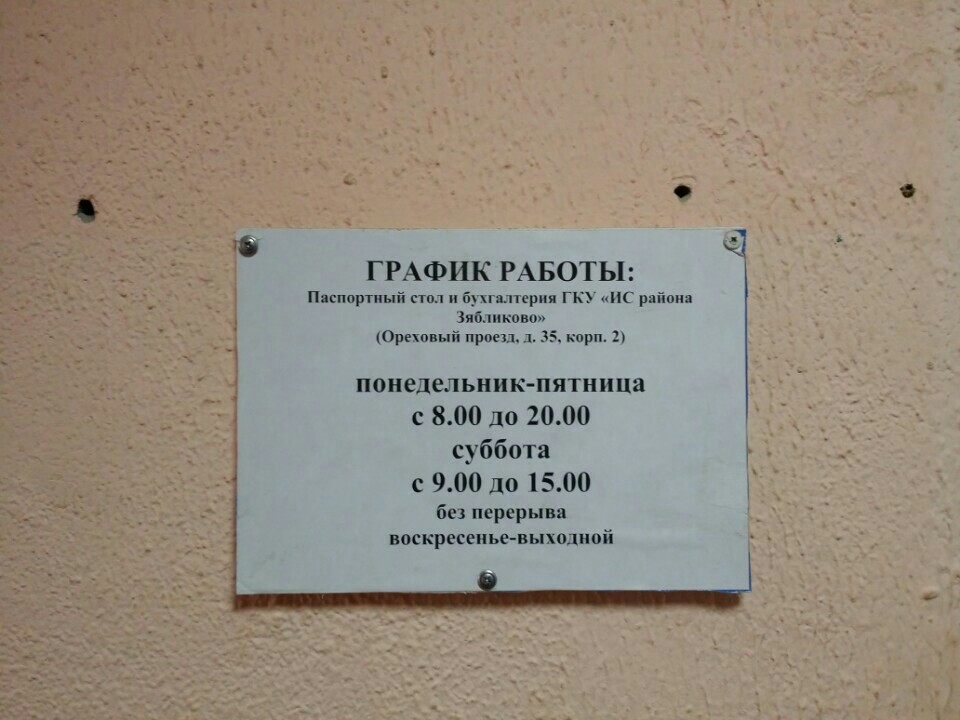 ГРАФИК РАБОТЫ:
Паспортный стол и бухгалтерия ГКУ «ИС района
Зябликово»
(Ореховый проезд, д. 35, корп. 2)
понедельник-пятница
с 8.00 до 20.00
суббота
с 9.00 до 15.00
без перерыва
воскресенье-выходной